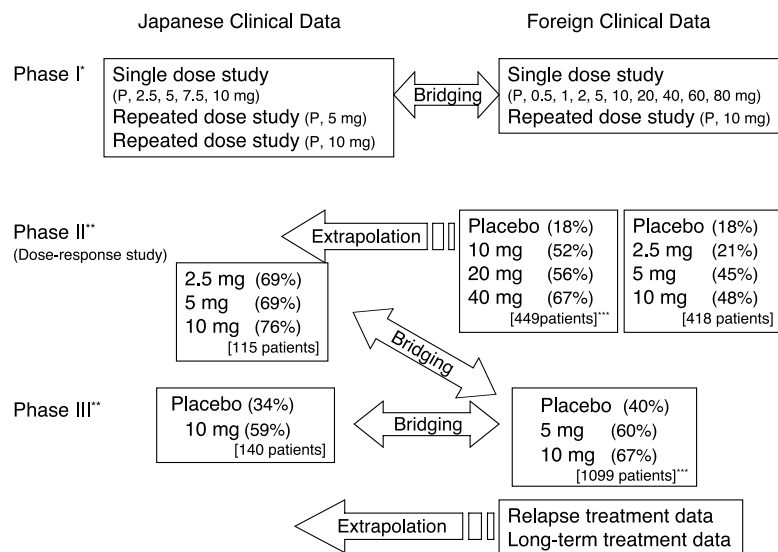 Japanese Clinical Data
Foreign Clinical Data
Phase I*
Single dose study
(P, 2.5, 5, 7.5, 10 mg)
Repeated dose study (P, 5 mg)
Repeated dose study (P, 10 mg)
Bridging
Single dose study
(P, 0.5, 1, 2, 5, 10, 20, 40, 60, 80 mg)
Repeated dose study (P, 10 mg)
Phase II**
(Dose-response study)
Extrapolation
Placebo (18%)
10 mg (52%)
20 mg (56%)
40 mg (67%)
[449patients]***
Placebo (18%)
2.5 mg (21%)
5 mg (45%)
10 mg (48%)
[418 patients]
2.5 mg (69%)
5 mg (69%)
10 mg (76%)
[115 patients]
Bridging
Phase III**
Placebo (34%)
10 mg (59%)
[140 patients]
Bridging
Placebo (40%)
5 mg (60%)
10 mg (67%)
[1099 patients]***
Extrapolation
Relapse treatment data
Long-term treatment data